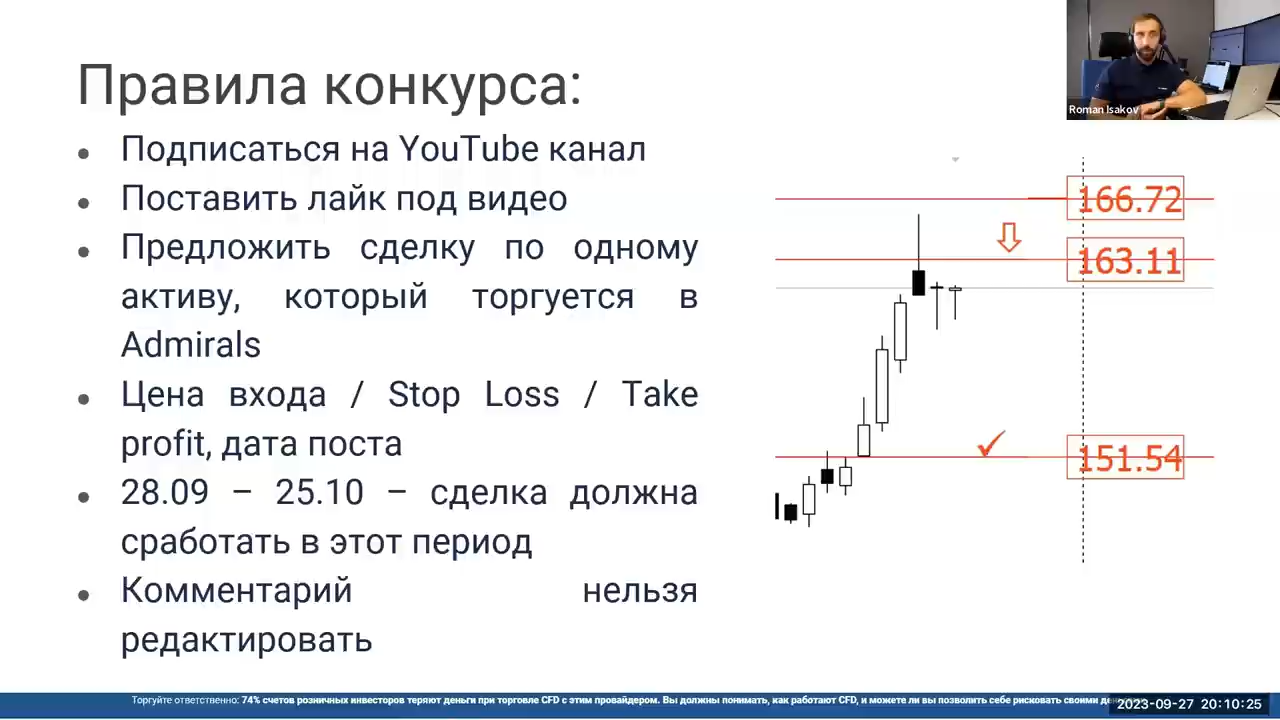 Roman Isakov
Правила конкурса:
Подписаться на YouTube канал
Поставить лайк под видео
Предложить сделку по одному
активу, который торгуется в
Admirals
Цена входа / Stop Loss / Take
profit, дата поста
28.09 – 25.10 – сделка должна
сработать в этот период
Комментарий нельзя
редактировать
166.72
163.11
151.54
Торгуйте ответственно: 74% счетов розничных инвесторов теряют деньги при торговле CFD с этим провайдером. Вы должны понимать, как работают CFD, и можете ли вы позволить себе рисковать своими
2023-09-27 20:10:25